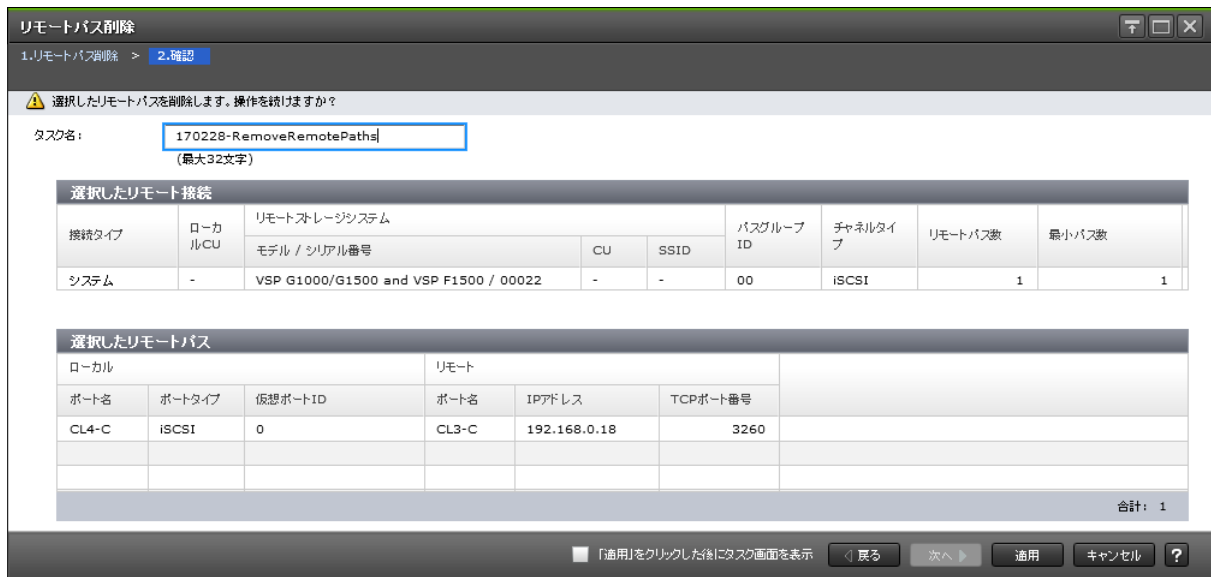 リモートパス削除
1.リモートパス削除 > 2.確認
選択したリモートパスを削除します。操作を続けますか？
タスク名: 170228-RemoveRemotePaths
(最大32文字)
選択したリモート接続
接続タイプ ローカルCU リモートストレージシステム パスグループID チャネルタイプ リモートパス数 最小パス数
モデル / シリアル番号 CU SSID
システム - VSP G1000/G1500 and VSP F1500 / 00022 - - 00 iSCSI 1 1
選択したリモートパス
ローカル リモート
ポート名 ポートタイプ 仮想ポートID ポート名 IPアドレス TCPポート番号
CL4-C iSCSI 0 CL3-C 192.168.0.18 3260
合計: 1
「適用」をクリックした後にタスク画面を表示 戻る 次へ 適用 キャンセル ?